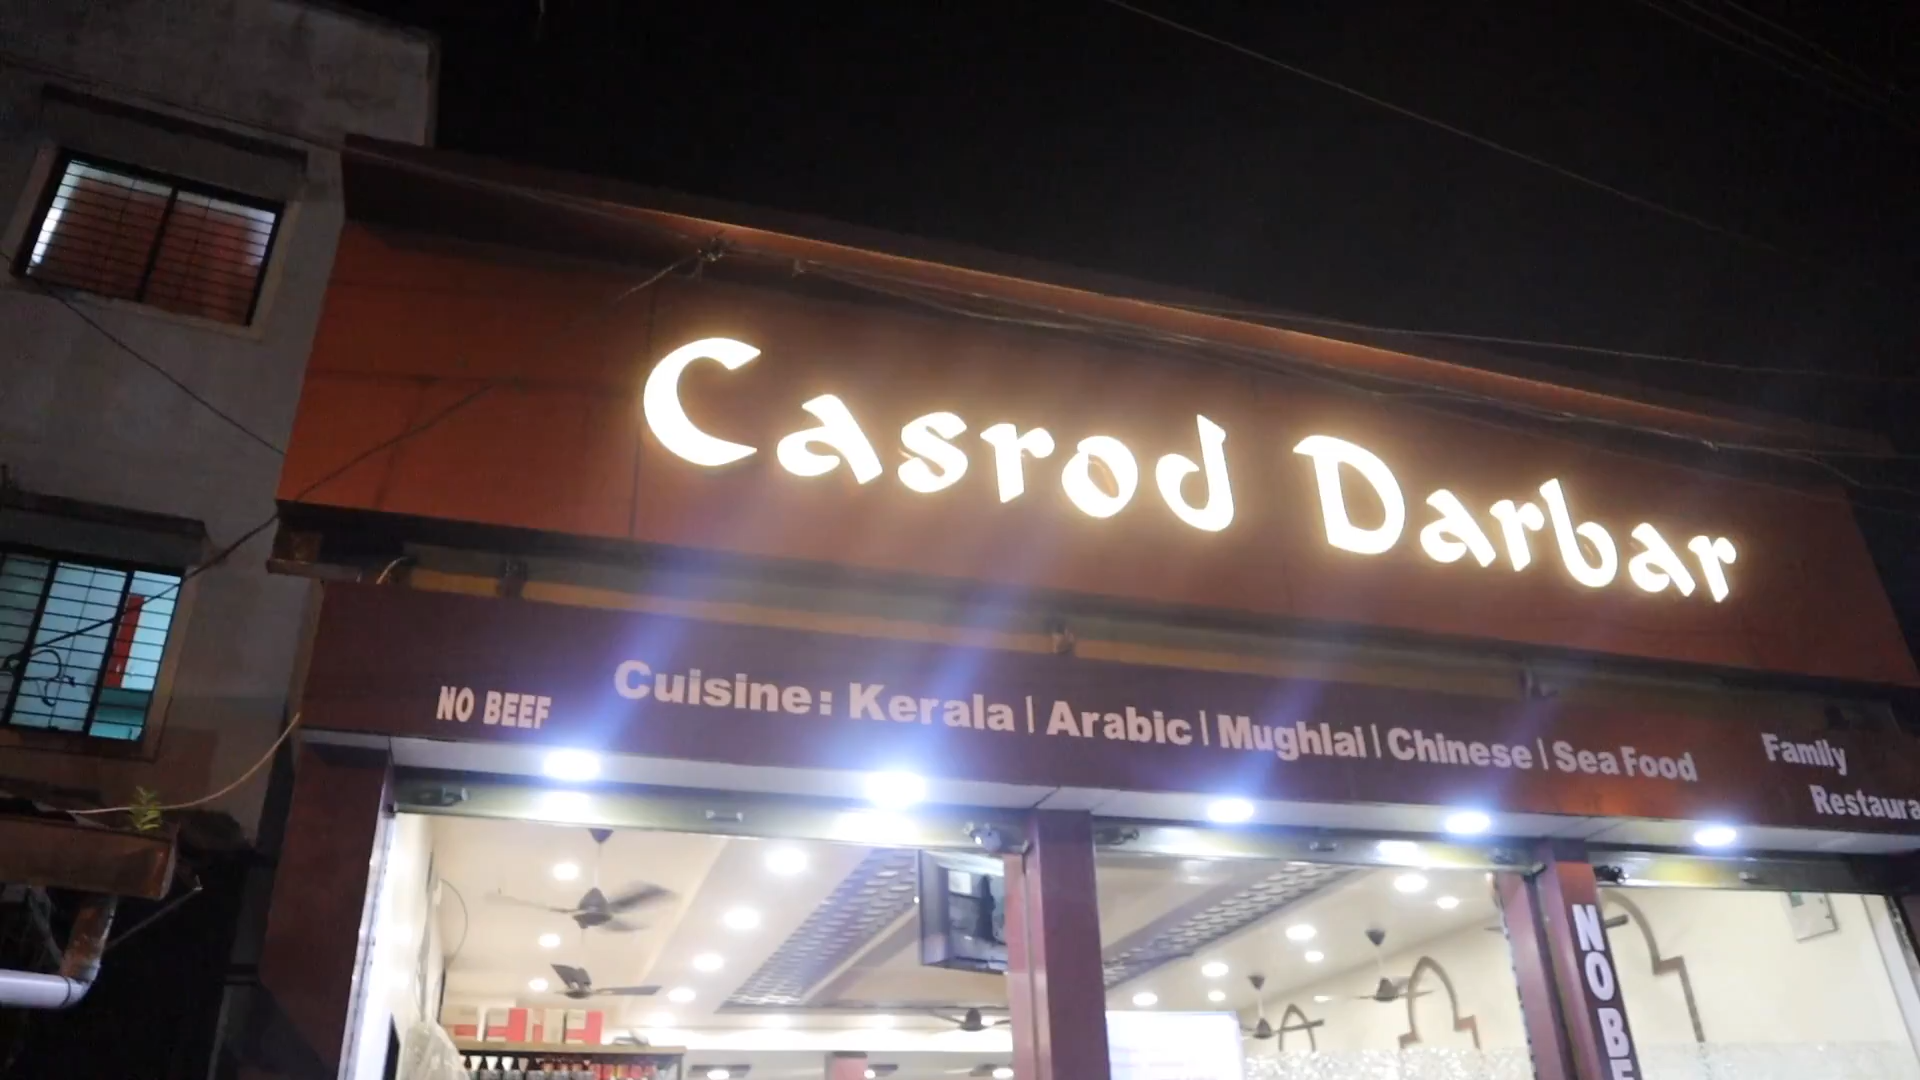 Casrod Darbar
NO BEEF
Cuisine: Kerala | Arabic | Mughlai | Chinese | Sea Food
Family
Restaura
NO BE